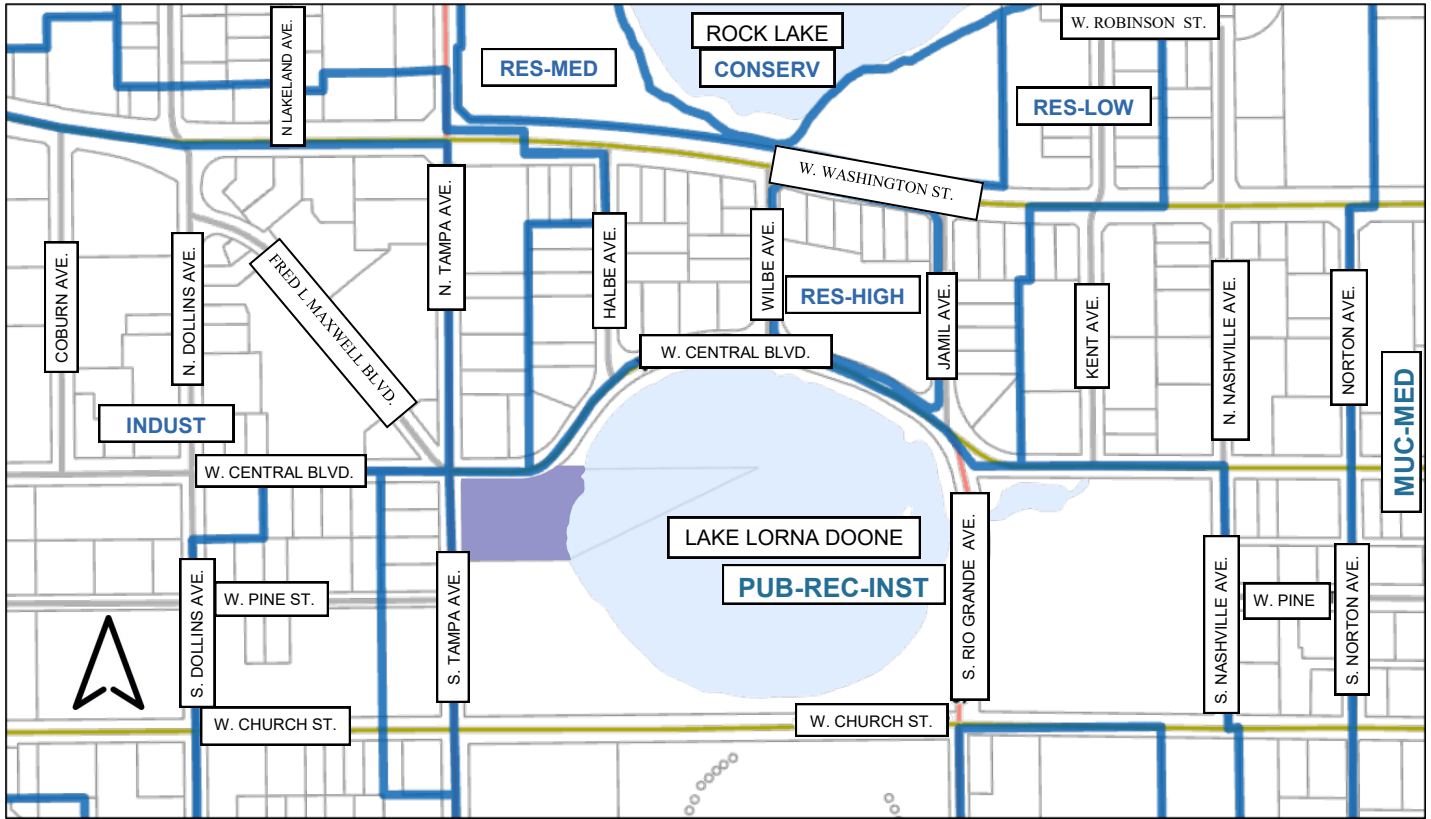 W. ROBINSON ST.
ROCK LAKE
CONSERV
RES-MED
N LAKELAND AVE.
RES-LOW
W. WASHINGTON ST.
N. TAMPA AVE.
HALBE AVE.
WILBE AVE.
RES-HIGH
JAMIL AVE.
KENT AVE.
N. NASHVILLE AVE.
NORTON AVE.
COBURN AVE.
N. DOLLINS AVE.
FRED L MAXWELL BLVD.
W. CENTRAL BLVD.
MUC-MED
INDUST
W. CENTRAL BLVD.
LAKE LORNA DOONE
PUB-REC-INST
S. RIO GRANDE AVE.
S. DOLLINS AVE.
W. PINE ST.
S. TAMPA AVE.
S. NASHVILLE AVE.
W. PINE
S. NORTON AVE.
W. CHURCH ST.
W. CHURCH ST.